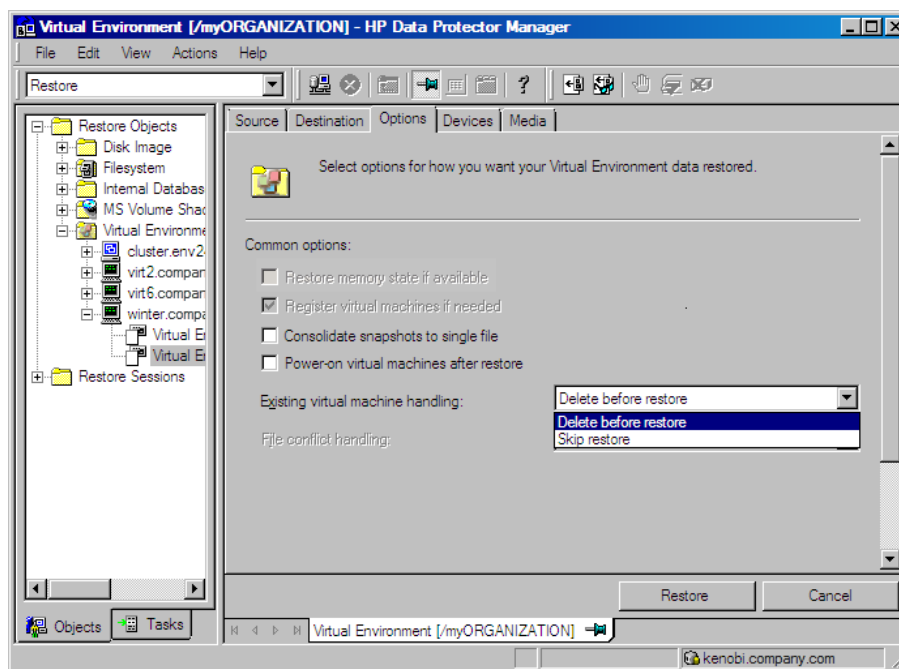 Virtual Environment [/myORGANIZATION] - HP Data Protector Manager
File Edit View Actions Help
Restore
Restore Objects
Disk Image
Filesystem
Internal Databas
MS Volume Shad
Virtual Environme
cluster.env2
virt2.compan
virt6.compan
winter.compa
Virtual E
Virtual E
Restore Sessions
Objects Tasks
Source Destination Options Devices Media
Select options for how you want your Virtual Environment data restored.
Common options:
Restore memory state if available
Register virtual machines if needed
Consolidate snapshots to single file
Power-on virtual machines after restore
Existing virtual machine handling: Delete before restore
Delete before restore
Skip restore
File conflict handling:
Restore Cancel
Virtual Environment [/myORGANIZATION]
kenobi.company.com